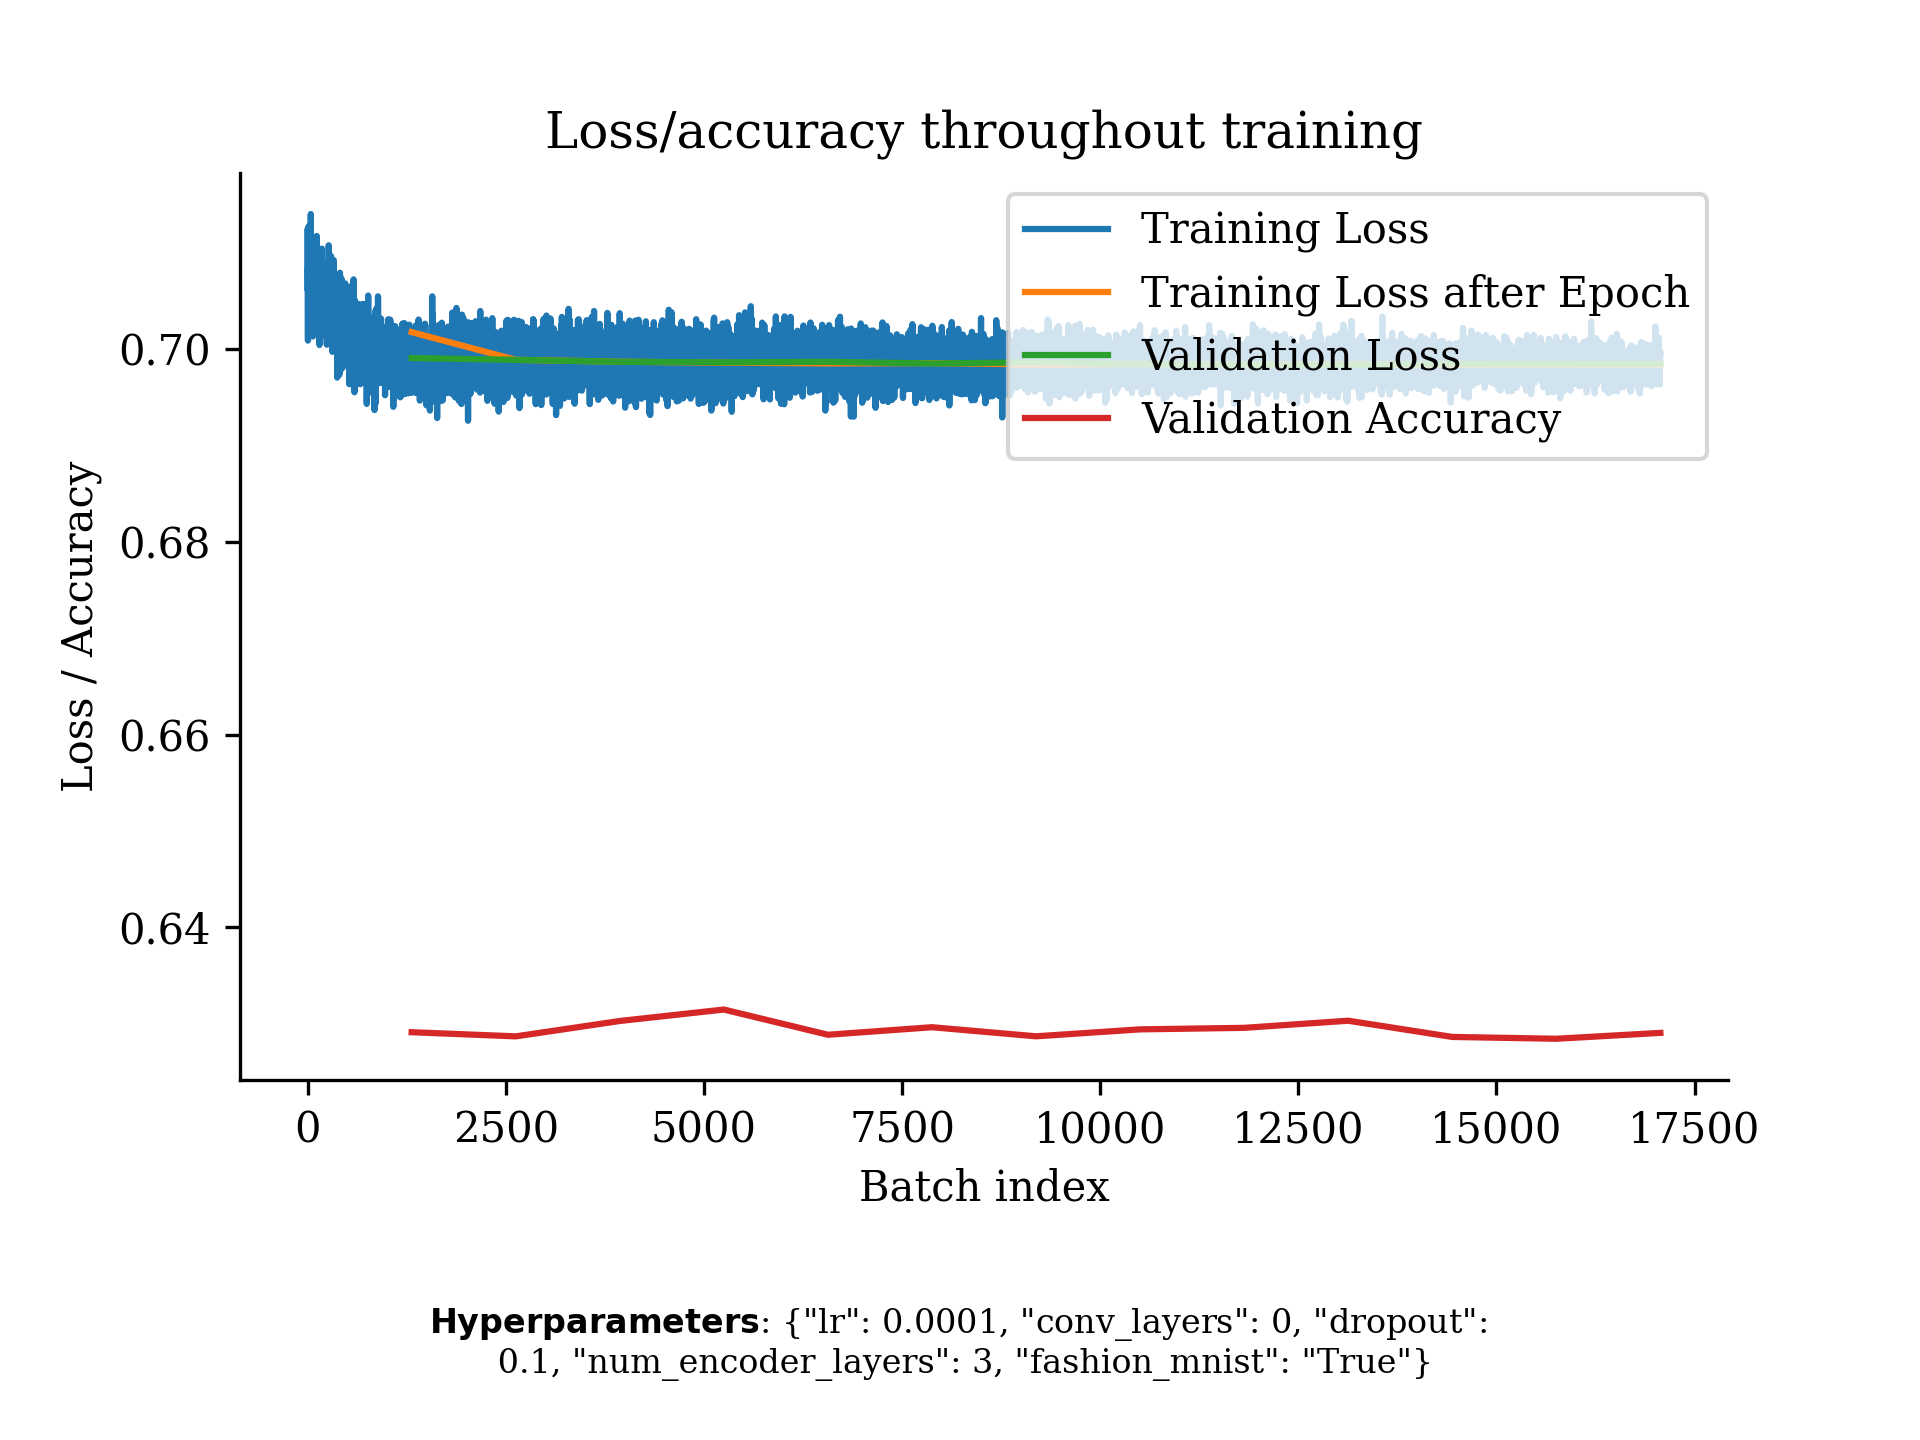 Loss/accuracy throughout training
Training Loss
Training Loss after Epoch
Validation Loss
Validation Accuracy
0.70
0.68
0.66
0.64
Loss / Accuracy
0 2500 5000 7500 10000 12500 15000 17500
Batch index
Hyperparameters: {"lr": 0.0001, "conv_layers": 0, "dropout":
0.1, "num_encoder_layers": 3, "fashion_mnist": "True"}